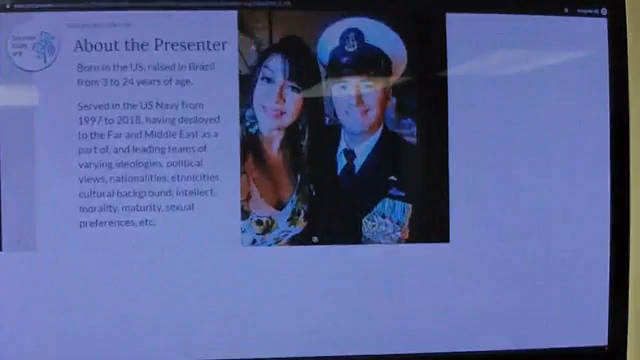 About the Presenter
Born in the US, raised in Brazil
from 3 to 24 years of age.
Served in the US Navy from
1997 to 2018, having deployed
to the Far and Middle East as a
part of, and leading teams of
varying ideologies, political
views, nationalities, ethnicities,
cultural background, intellect,
morality, maturity, sexual
preferences, etc.